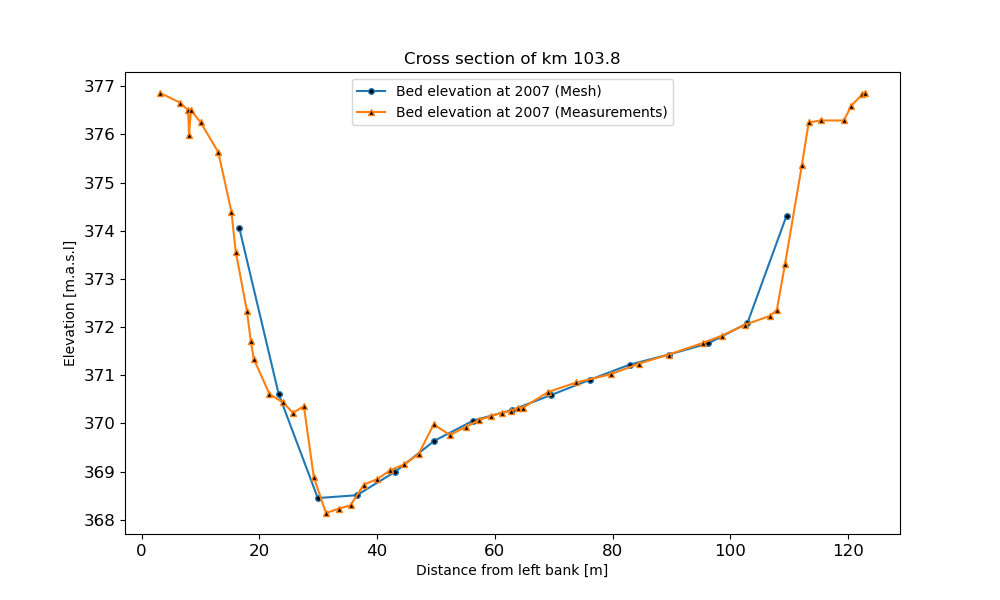 Cross section of km 103.8
Bed elevation at 2007 (Mesh)
Bed elevation at 2007 (Measurements)
377
376
375
374
373
372
371
370
369
368
Elevation [m.a.s.l]
0 20 40 60 80 100 120
Distance from left bank [m]